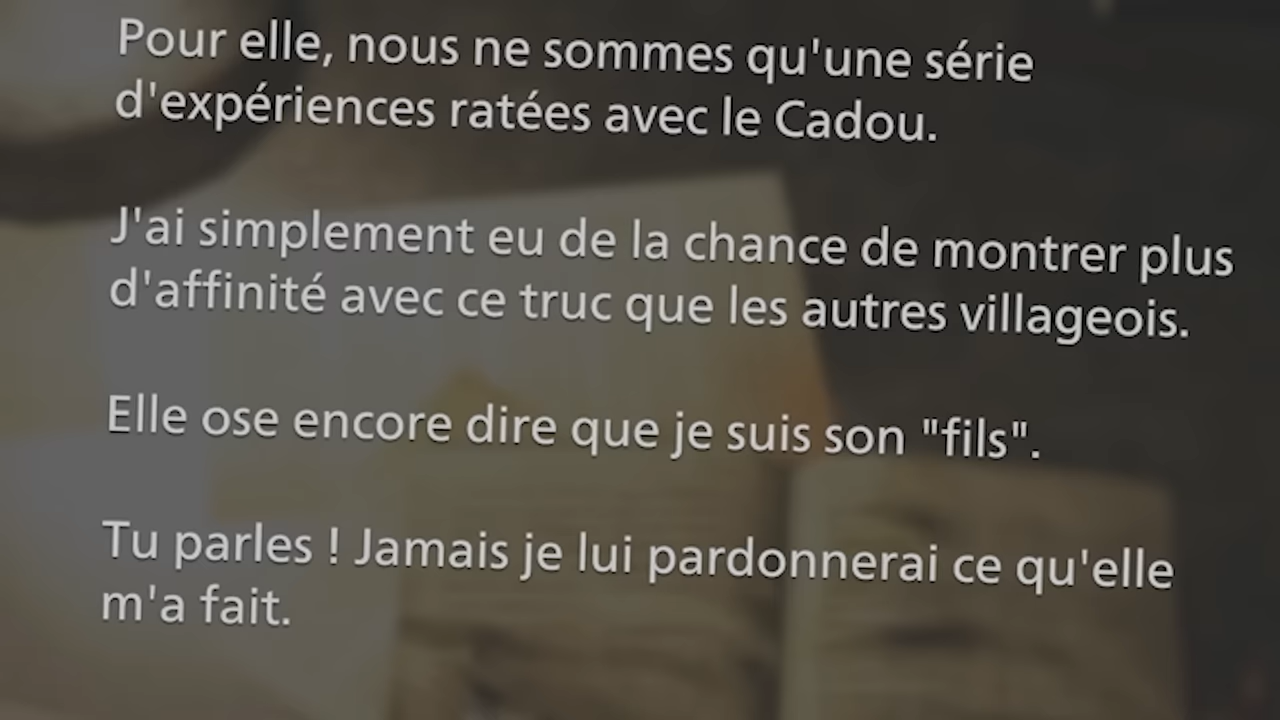 Pour elle, nous ne sommes qu'une série
d'expériences ratées avec le Cadou.
J'ai simplement eu de la chance de montrer plus
d'affinité avec ce truc que les autres villageois.
Elle ose encore dire que je suis son "fils".
Tu parles ! Jamais je lui pardonnerai ce qu'elle
m'a fait.